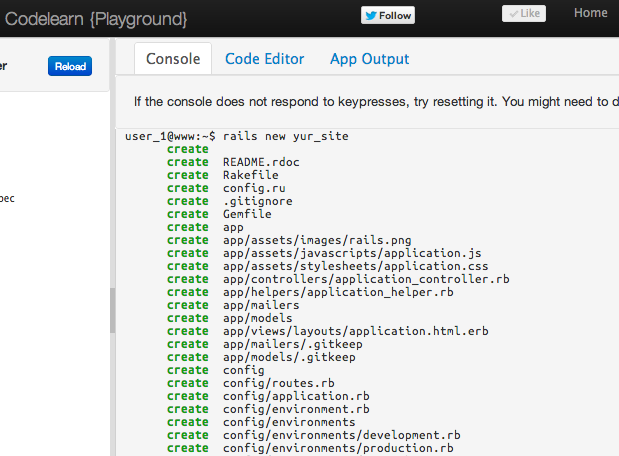 Codelearn {Playground}
Follow
Like
Home
er
Reload
Console
Code Editor
App Output
If the console does not respond to keypresses, try resetting it. You might need to d
pec
user_1@www:~$ rails new yur_site
create
create README.rdoc
create Rakefile
create config.ru
create .gitignore
create Gemfile
create app
create app/assets/images/rails.png
create app/assets/javascripts/application.js
create app/assets/stylesheets/application.css
create app/controllers/application_controller.rb
create app/helpers/application_helper.rb
create app/mailers
create app/models
create app/views/layouts/application.html.erb
create app/mailers/.gitkeep
create app/models/.gitkeep
create config
create config/routes.rb
create config/application.rb
create config/environment.rb
create config/environments
create config/environments/development.rb
create config/environments/production.rb